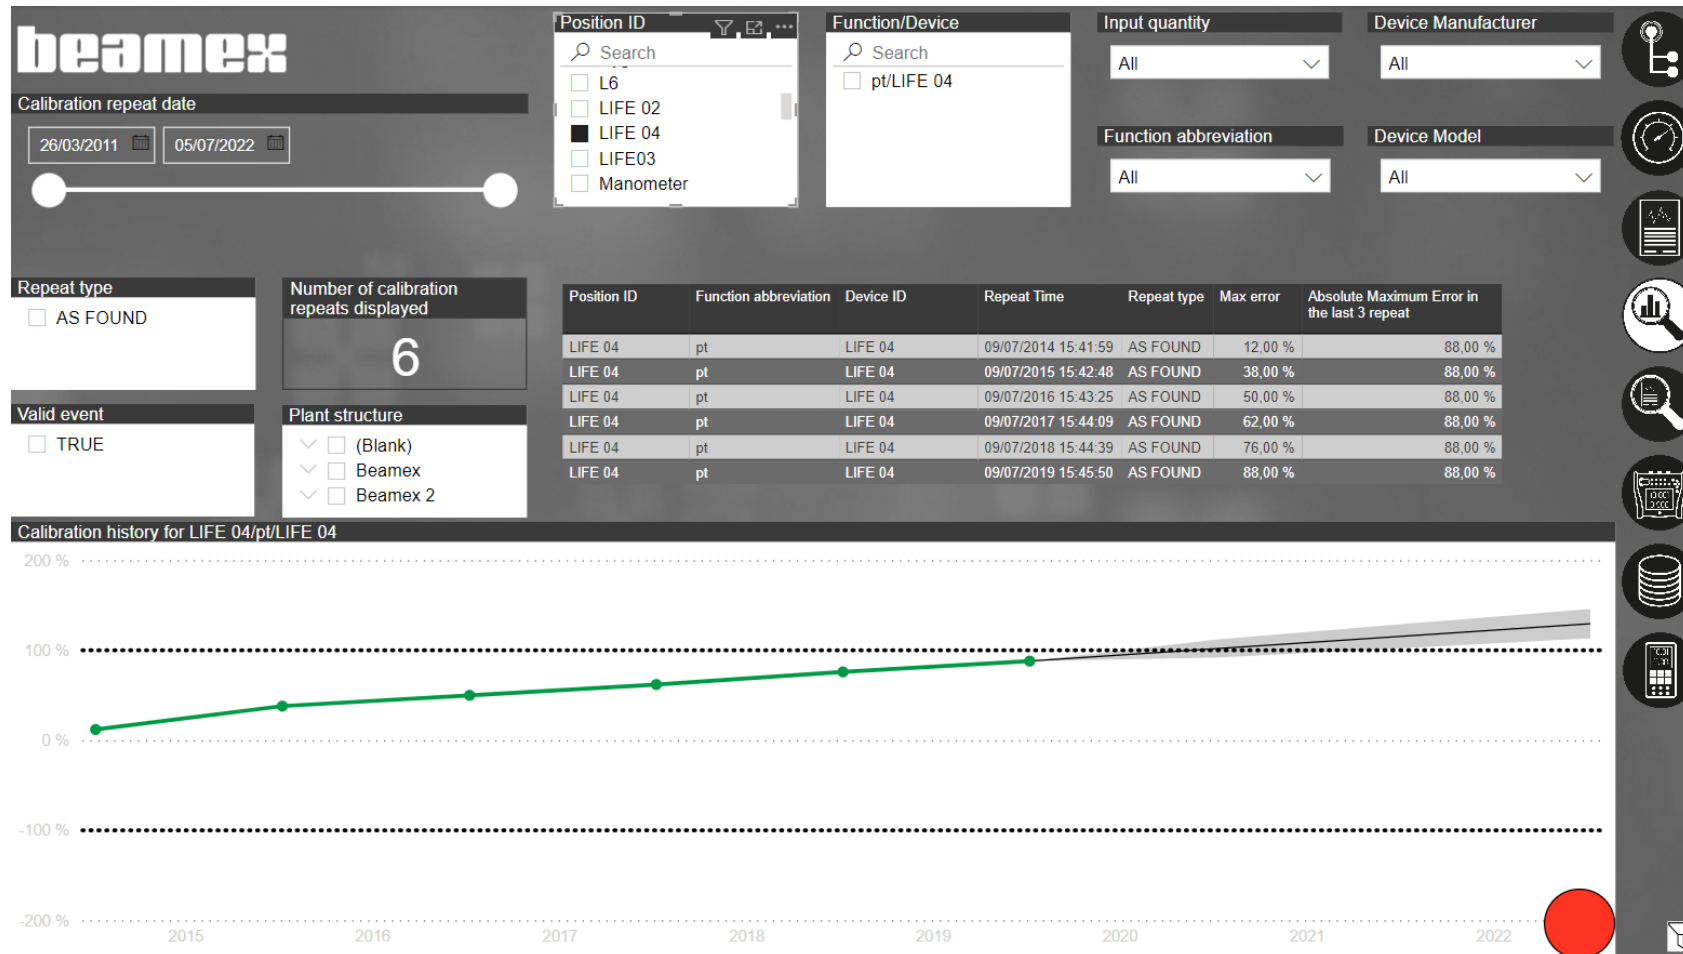 beamex
Calibration repeat date
26/03/2011
05/07/2022
Position ID
Search
L6
LIFE 02
LIFE 04
LIFE03
Manometer
Function/Device
Search
pt/LIFE 04
Input quantity
All
Device Manufacturer
All
Function abbreviation
All
Device Model
All
Repeat type
AS FOUND
Number of calibration
repeats displayed
6
Valid event
TRUE
Plant structure
(Blank)
Beamex
Beamex 2
Position ID Function abbreviation Device ID Repeat Time Repeat type Max error Absolute Maximum Error in
the last 3 repeat
LIFE 04 pt LIFE 04 09/07/2014 15:41:59 AS FOUND 12,00 % 88,00 %
LIFE 04 pt LIFE 04 09/07/2015 15:42:48 AS FOUND 38,00 % 88,00 %
LIFE 04 pt LIFE 04 09/07/2016 15:43:25 AS FOUND 50,00 % 88,00 %
LIFE 04 pt LIFE 04 09/07/2017 15:44:09 AS FOUND 62,00 % 88,00 %
LIFE 04 pt LIFE 04 09/07/2018 15:44:39 AS FOUND 76,00 % 88,00 %
LIFE 04 pt LIFE 04 09/07/2019 15:45:50 AS FOUND 88,00 % 88,00 %
Calibration history for LIFE 04/pt/LIFE 04
200 %
100 %
0 %
-100 %
-200 %
2015 2016 2017 2018 2019 2020 2021 2022